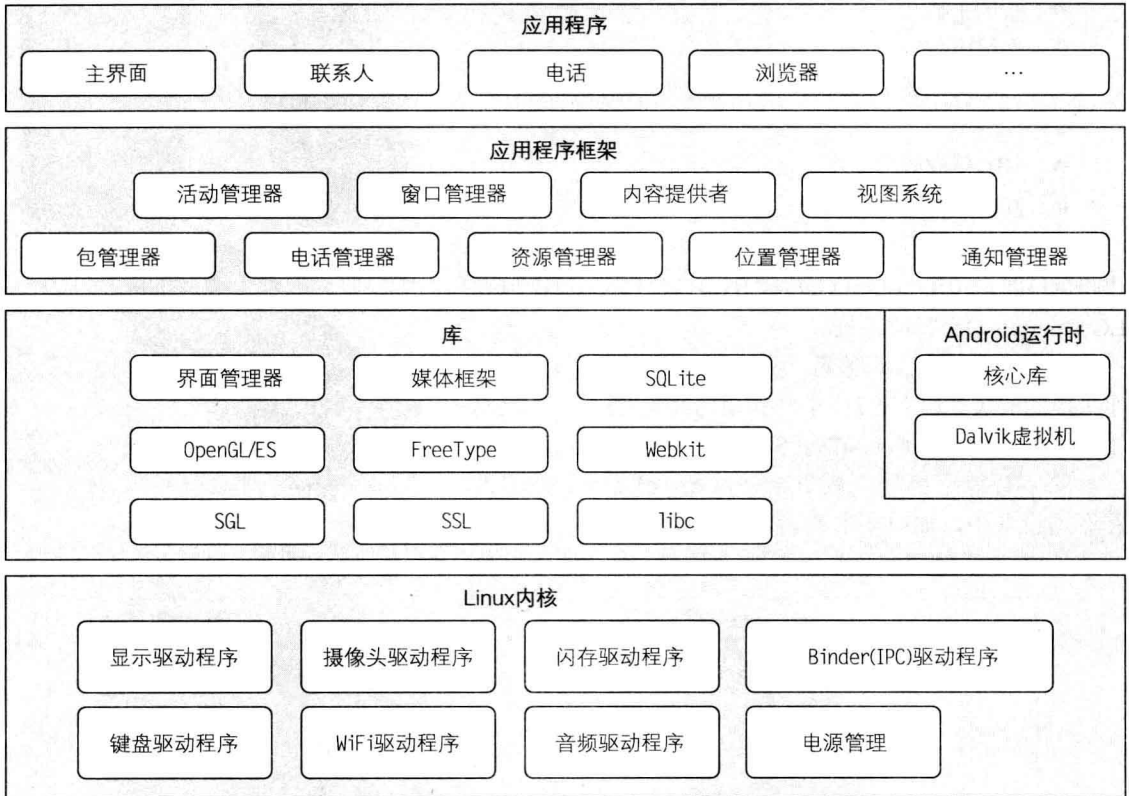 应用程序
主界面 联系人 电话 浏览器 …
应用程序框架
活动管理器 窗口管理器 内容提供者 视图系统
包管理器 电话管理器 资源管理器 位置管理器 通知管理器
库
界面管理器 媒体框架 SQLite
OpenGL/ES FreeType Webkit
SGL SSL libc
Android运行时
核心库
Dalvik虚拟机
Linux内核
显示驱动程序 摄像头驱动程序 闪存驱动程序 Binder(IPC)驱动程序
键盘驱动程序 WiFi驱动程序 音频驱动程序 电源管理